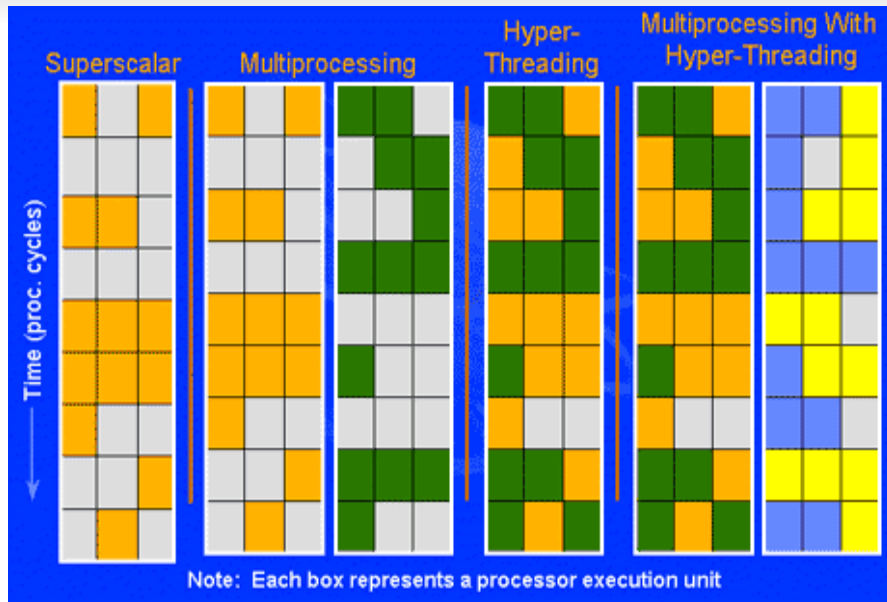 Superscalar
Multiprocessing
Hyper-
Threading
Multiprocessing With
Hyper-Threading
Time (proc. cycles)
Note: Each box represents a processor execution unit